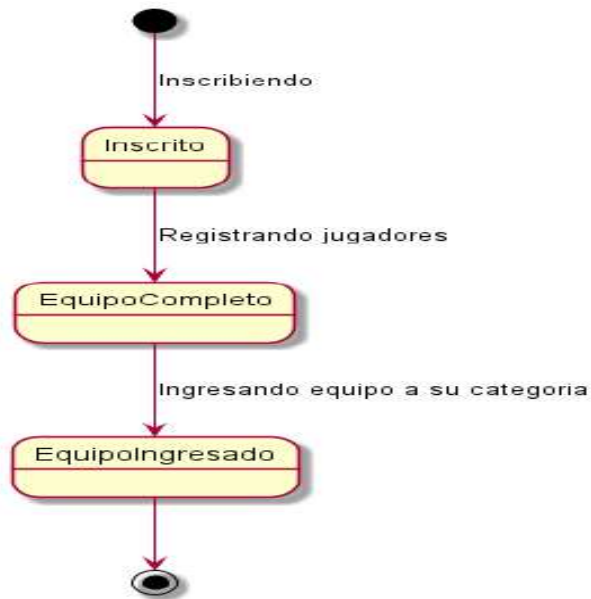 Inscribiendo
Inscrito
Registrando jugadores
EquipoCompleto
Ingresando equipo a su categoria
EquipoIngresado